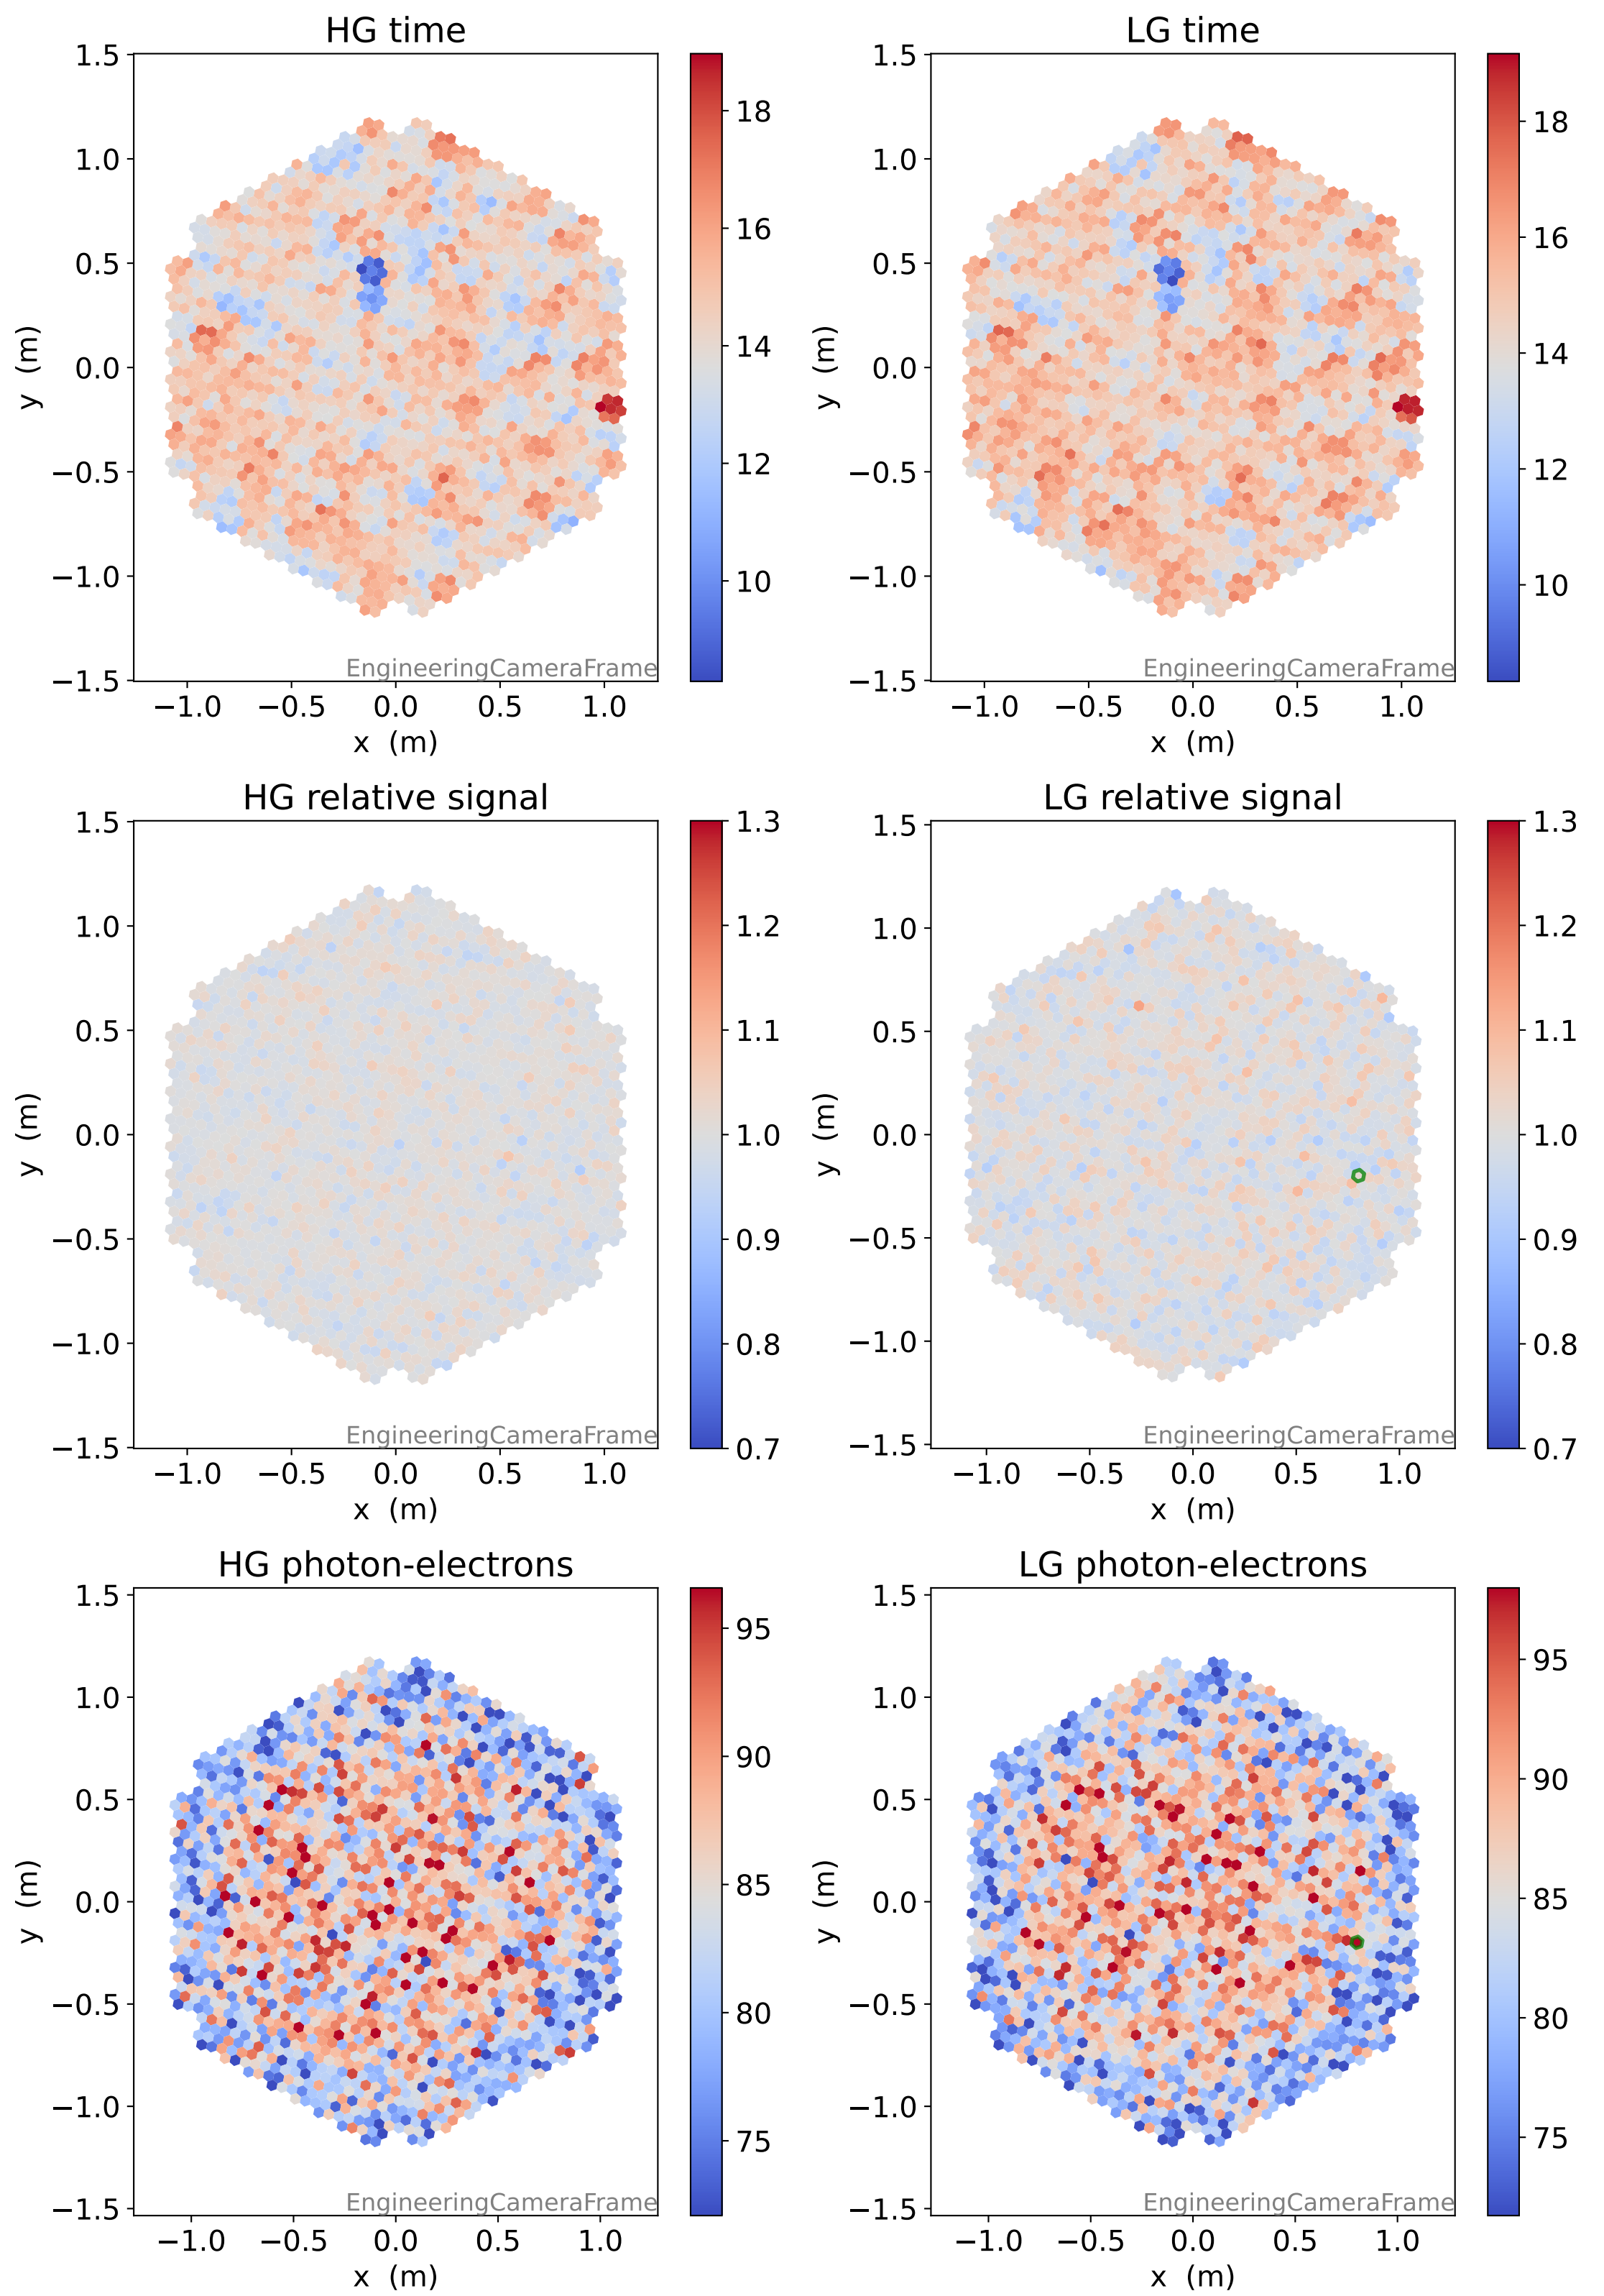 HG time
1.5
1.0
0.5
0.0
−0.5
−1.0
−1.5
y (m)
−1.0 −0.5 0.0 0.5 1.0
x (m)
EngineeringCameraFrame
18
16
14
12
10
LG time
1.5
1.0
0.5
0.0
−0.5
−1.0
−1.5
y (m)
−1.0 −0.5 0.0 0.5 1.0
x (m)
EngineeringCameraFrame
18
16
14
12
10
HG relative signal
1.5
1.0
0.5
0.0
−0.5
−1.0
−1.5
y (m)
−1.0 −0.5 0.0 0.5 1.0
x (m)
EngineeringCameraFrame
1.3
1.2
1.1
1.0
0.9
0.8
0.7
LG relative signal
1.5
1.0
0.5
0.0
−0.5
−1.0
−1.5
y (m)
−1.0 −0.5 0.0 0.5 1.0
x (m)
EngineeringCameraFrame
1.3
1.2
1.1
1.0
0.9
0.8
0.7
HG photon-electrons
1.5
1.0
0.5
0.0
−0.5
−1.0
−1.5
y (m)
−1.0 −0.5 0.0 0.5 1.0
x (m)
EngineeringCameraFrame
95
90
85
80
75
LG photon-electrons
1.5
1.0
0.5
0.0
−0.5
−1.0
−1.5
y (m)
−1.0 −0.5 0.0 0.5 1.0
x (m)
EngineeringCameraFrame
95
90
85
80
75